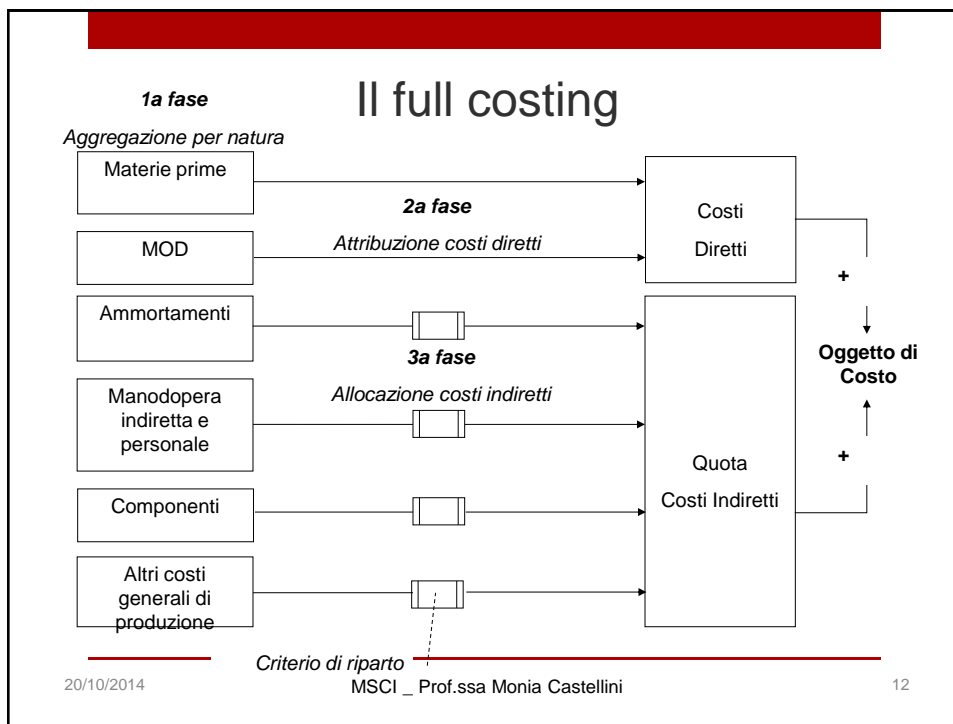 Il full costing
1a fase
Aggregazione per natura
Materie prime
2a fase
Costi
Diretti
MOD
Attribuzione costi diretti
+
Ammortamenti
3a fase
Oggetto di
Costo
Manodopera
indiretta e
personale
Allocazione costi indiretti
+
Quota
Costi Indiretti
Componenti
Altri costi
generali di
produzione
Criterio di riparto
20/10/2014
MSCI _ Prof.ssa Monia Castellini
12